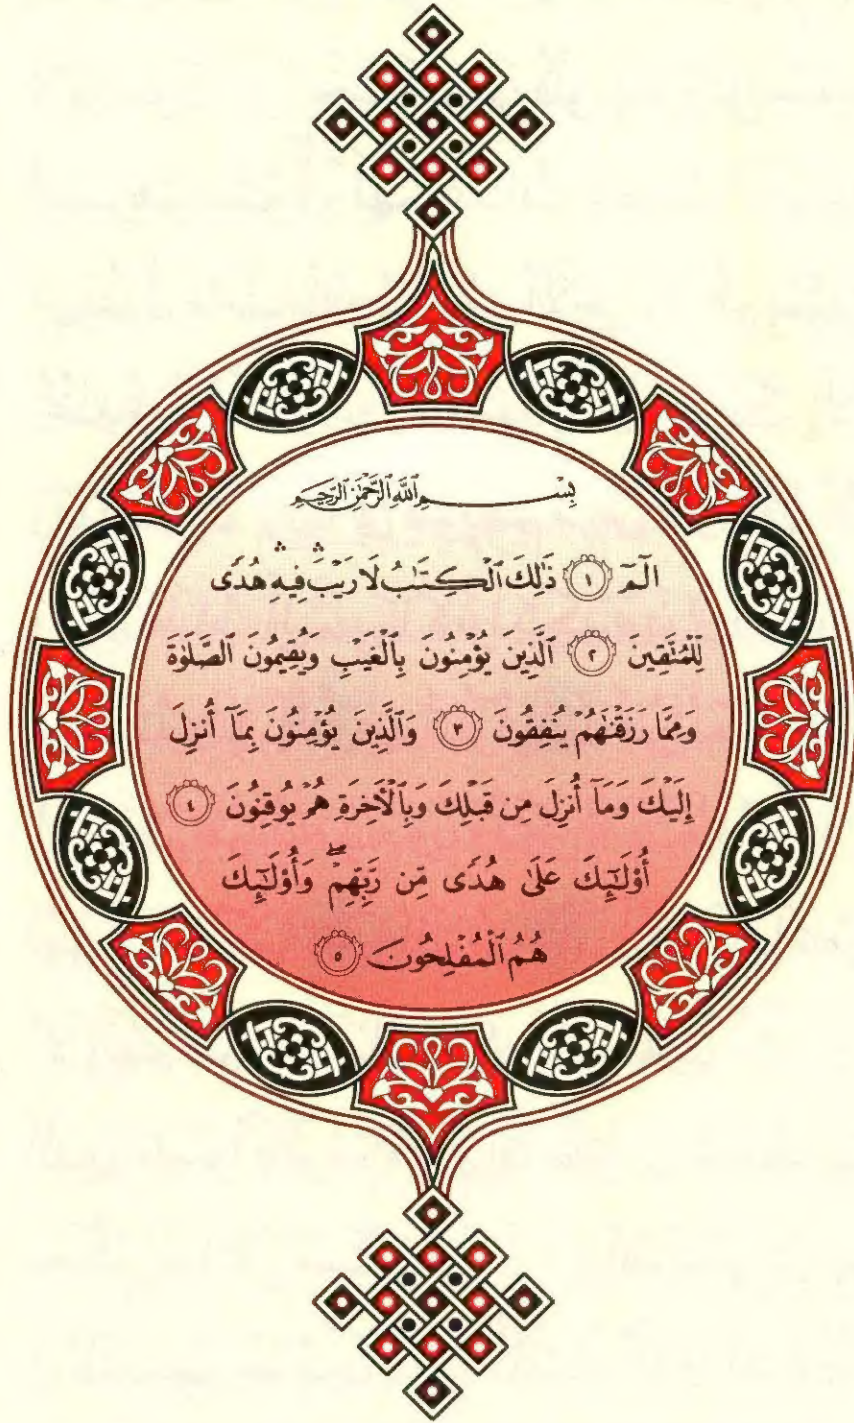 بِسْمِ ٱللَّهِ ٱلرَّحْمَٰنِ ٱلرَّحِيمِ
الٓمٓ ١ ذَٰلِكَ ٱلْكِتَٰبُ لَا رَيْبَ ۛ فِيهِ ۛ هُدًى
لِّلْمُتَّقِينَ ٢ ٱلَّذِينَ يُؤْمِنُونَ بِٱلْغَيْبِ وَيُقِيمُونَ ٱلصَّلَوٰةَ
وَمِمَّا رَزَقْنَٰهُمْ يُنفِقُونَ ٣ وَٱلَّذِينَ يُؤْمِنُونَ بِمَآ أُنزِلَ
إِلَيْكَ وَمَآ أُنزِلَ مِن قَبْلِكَ وَبِٱلْءَاخِرَةِ هُمْ يُوقِنُونَ ٤
أُو۟لَٰٓئِكَ عَلَىٰ هُدًى مِّن رَّبِّهِمْ ۖ وَأُو۟لَٰٓئِكَ
هُمُ ٱلْمُفْلِحُونَ ٥